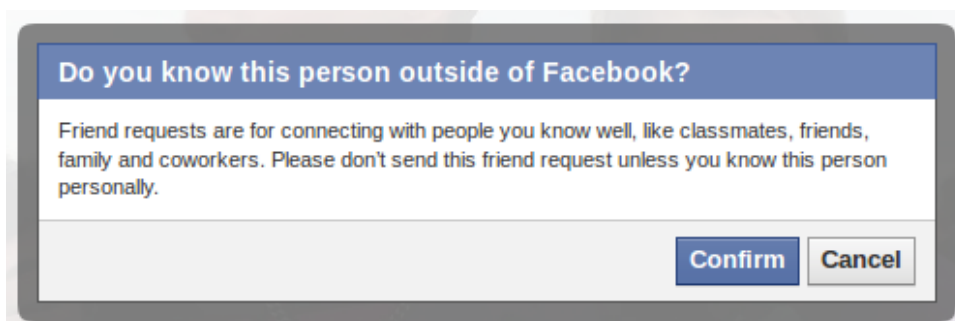 Do you know this person outside of Facebook?
Friend requests are for connecting with people you know well, like classmates, friends,
family and coworkers. Please don't send this friend request unless you know this person
personally.
Confirm Cancel